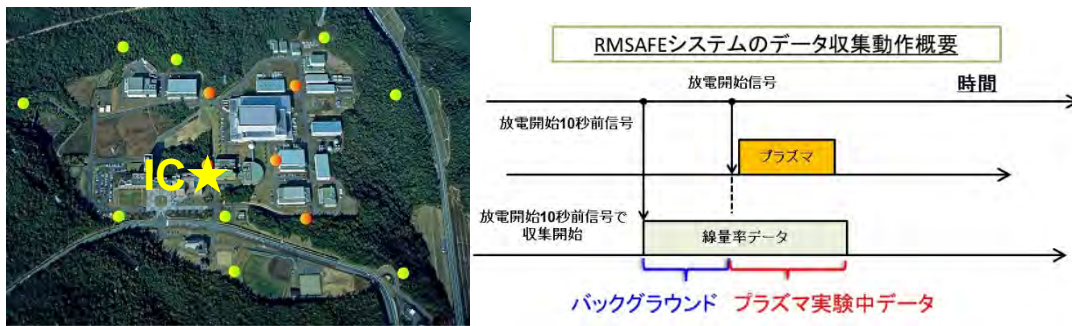 IC★
RMSAFEシステムのデータ収集動作概要
放電開始信号
時間
放電開始10秒前信号
プラズマ
放電開始10秒前信号で
収集開始
線量率データ
バックグラウンド
プラズマ実験中データ